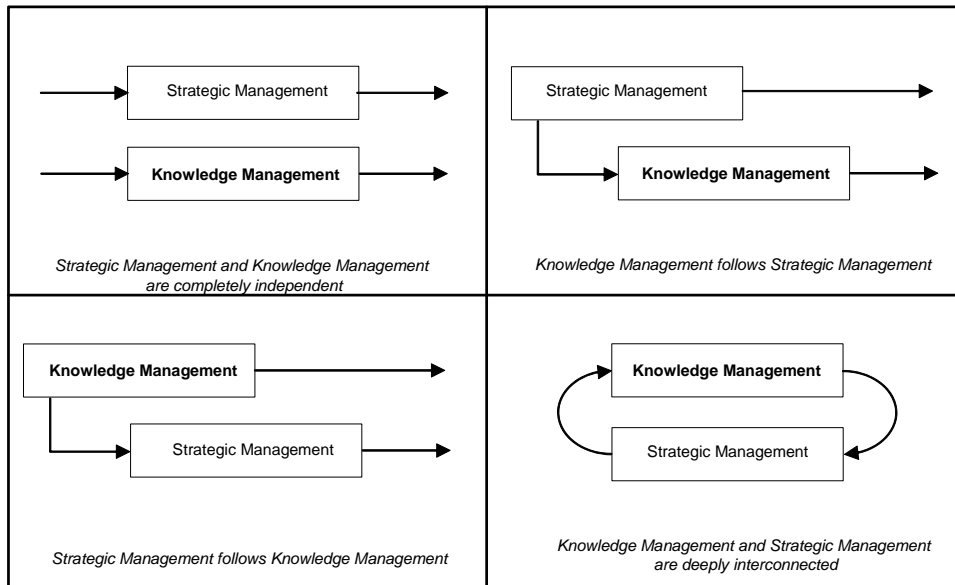 Strategic Management
Knowledge Management
Strategic Management and Knowledge Management
are completely independent
Strategic Management
Knowledge Management
Knowledge Management follows Strategic Management
Knowledge Management
Strategic Management
Strategic Management follows Knowledge Management
Knowledge Management
Strategic Management
Knowledge Management and Strategic Management
are deeply interconnected